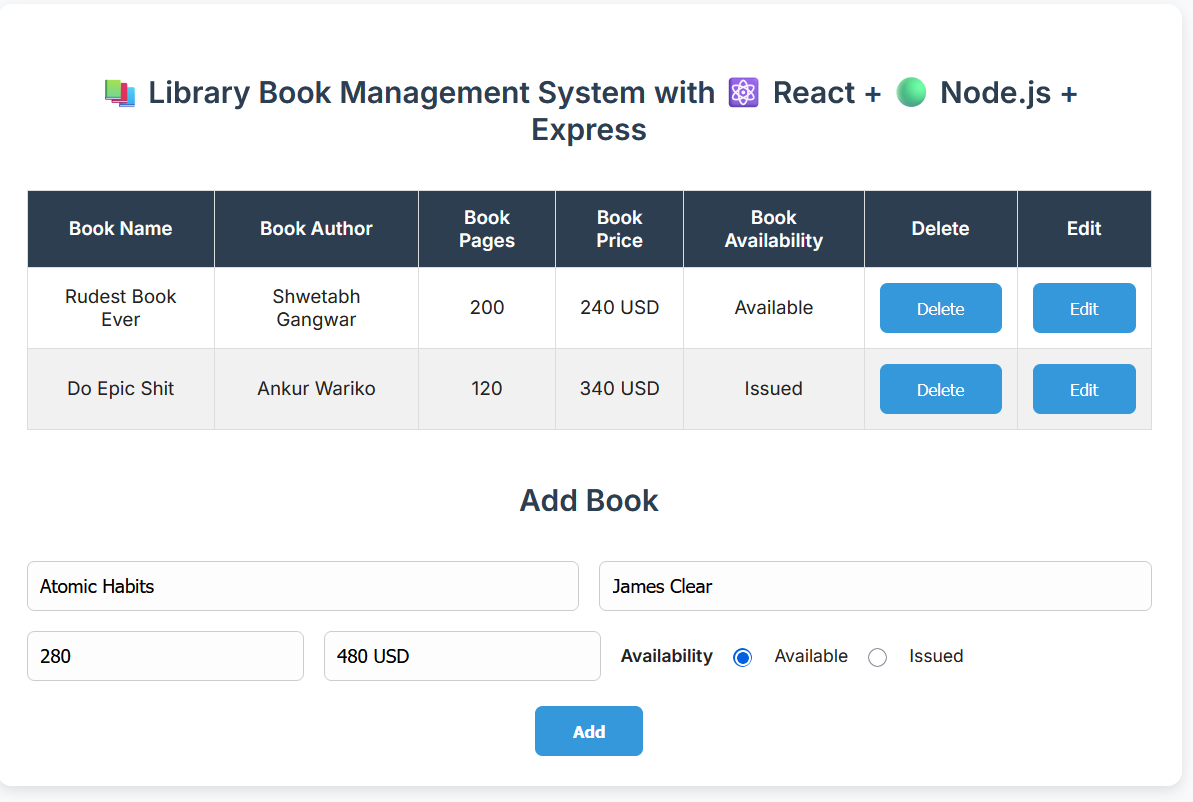 📚 Library Book Management System with ⚛️ React + 🟢 Node.js +
Express
Book Name Book Author Book Pages Book Price Book Availability Delete Edit
Rudest Book Ever Shwetabh Gangwar 200 240 USD Available Delete Edit
Do Epic Shit Ankur Wariko 120 340 USD Issued Delete Edit
Add Book
Atomic Habits James Clear
280 480 USD Availability Available Issued
Add